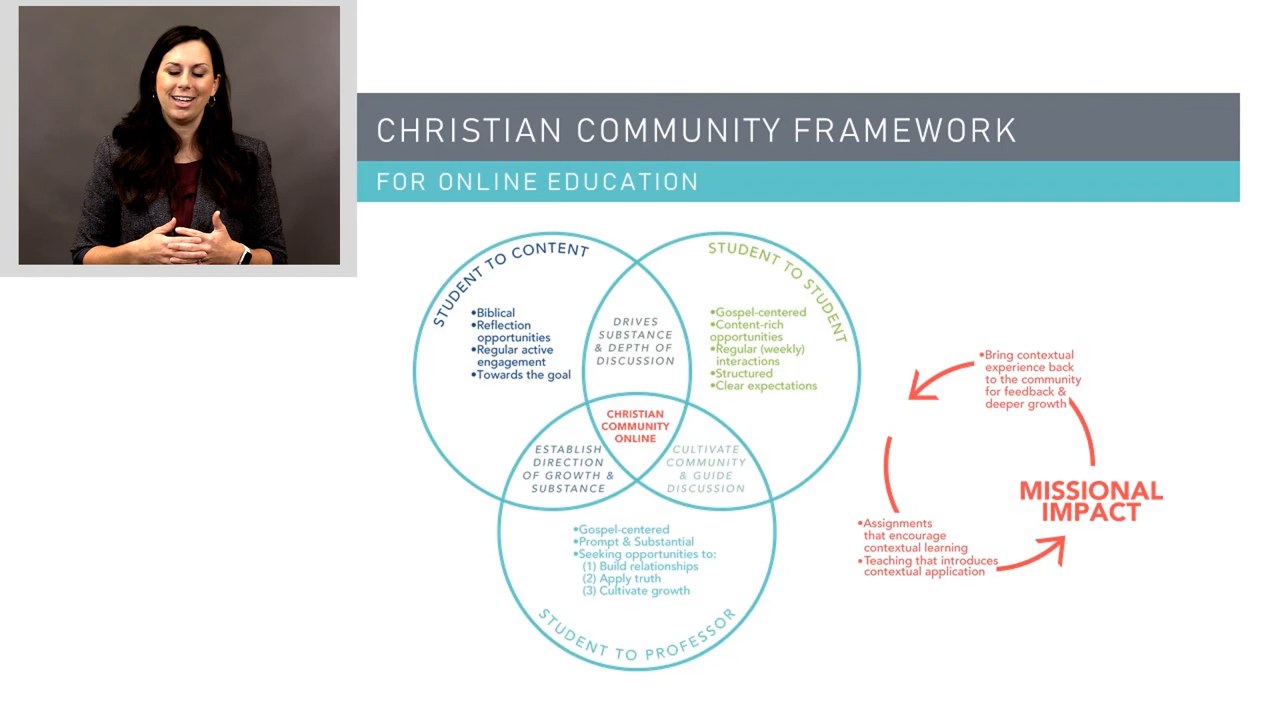 CHRISTIAN COMMUNITY FRAMEWORK
FOR ONLINE EDUCATION
STUDENT TO CONTENT
•Biblical
•Reflection
opportunities
•Regular active
engagement
•Towards the goal
DRIVES
SUBSTANCE
& DEPTH OF
DISCUSSION
STUDENT TO STUDENT
•Gospel-centered
•Content-rich
opportunities
•Regular (weekly)
interactions
•Structured
•Clear expectations
CHRISTIAN
COMMUNITY
ONLINE
ESTABLISH
DIRECTION
OF GROWTH &
SUBSTANCE
CULTIVATE
COMMUNITY
& GUIDE
DISCUSSION
•Gospel-centered
•Prompt & Substantial
•Seeking opportunities to:
(1) Build relationships
(2) Apply truth
(3) Cultivate growth
STUDENT TO PROFESSOR
•Bring contextual
experience back
to the community
for feedback &
deeper growth
MISSIONAL
IMPACT
•Assignments
that encourage
contextual learning
•Teaching that introduces
contextual application